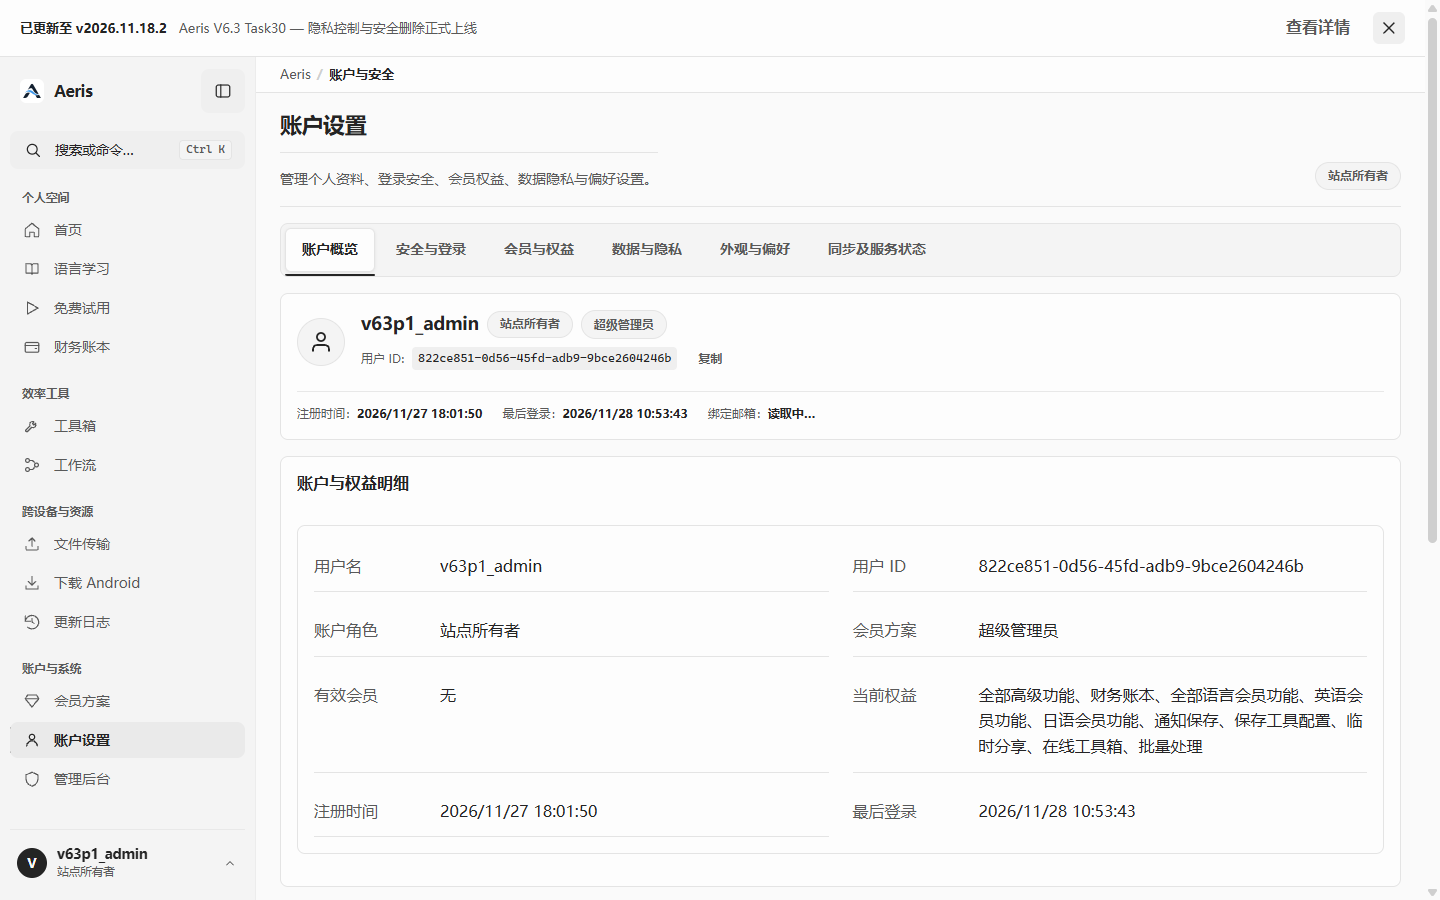 已更新至 v2026.11.18.2 Aeris V6.3 Task30 — 隐私控制与安全删除正式上线 查看详情
Aeris
搜索或命令... Ctrl K
个人空间
首页
语言学习
免费试用
财务账本
效率工具
工具箱
工作流
跨设备与资源
文件传输
下载 Android
更新日志
账户与系统
会员方案
账户设置
管理后台
V v63p1_admin
站点所有者
Aeris / 账户与安全
账户设置
管理个人资料、登录安全、会员权益、数据隐私与偏好设置。 站点所有者
账户概览 安全与登录 会员与权益 数据与隐私 外观与偏好 同步及服务状态
v63p1_admin 站点所有者 超级管理员
用户 ID: 822ce851-0d56-45fd-adb9-9bce2604246b 复制
注册时间: 2026/11/27 18:01:50 最后登录: 2026/11/28 10:53:43 绑定邮箱: 读取中...
账户与权益明细
用户名 v63p1_admin 用户 ID 822ce851-0d56-45fd-adb9-9bce2604246b
账户角色 站点所有者 会员方案 超级管理员
有效会员 无 当前权益 全部高级功能、财务账本、全部语言会员功能、英语会
员功能、日语会员功能、通知保存、保存工具配置、临
时分享、在线工具箱、批量处理
注册时间 2026/11/27 18:01:50 最后登录 2026/11/28 10:53:43